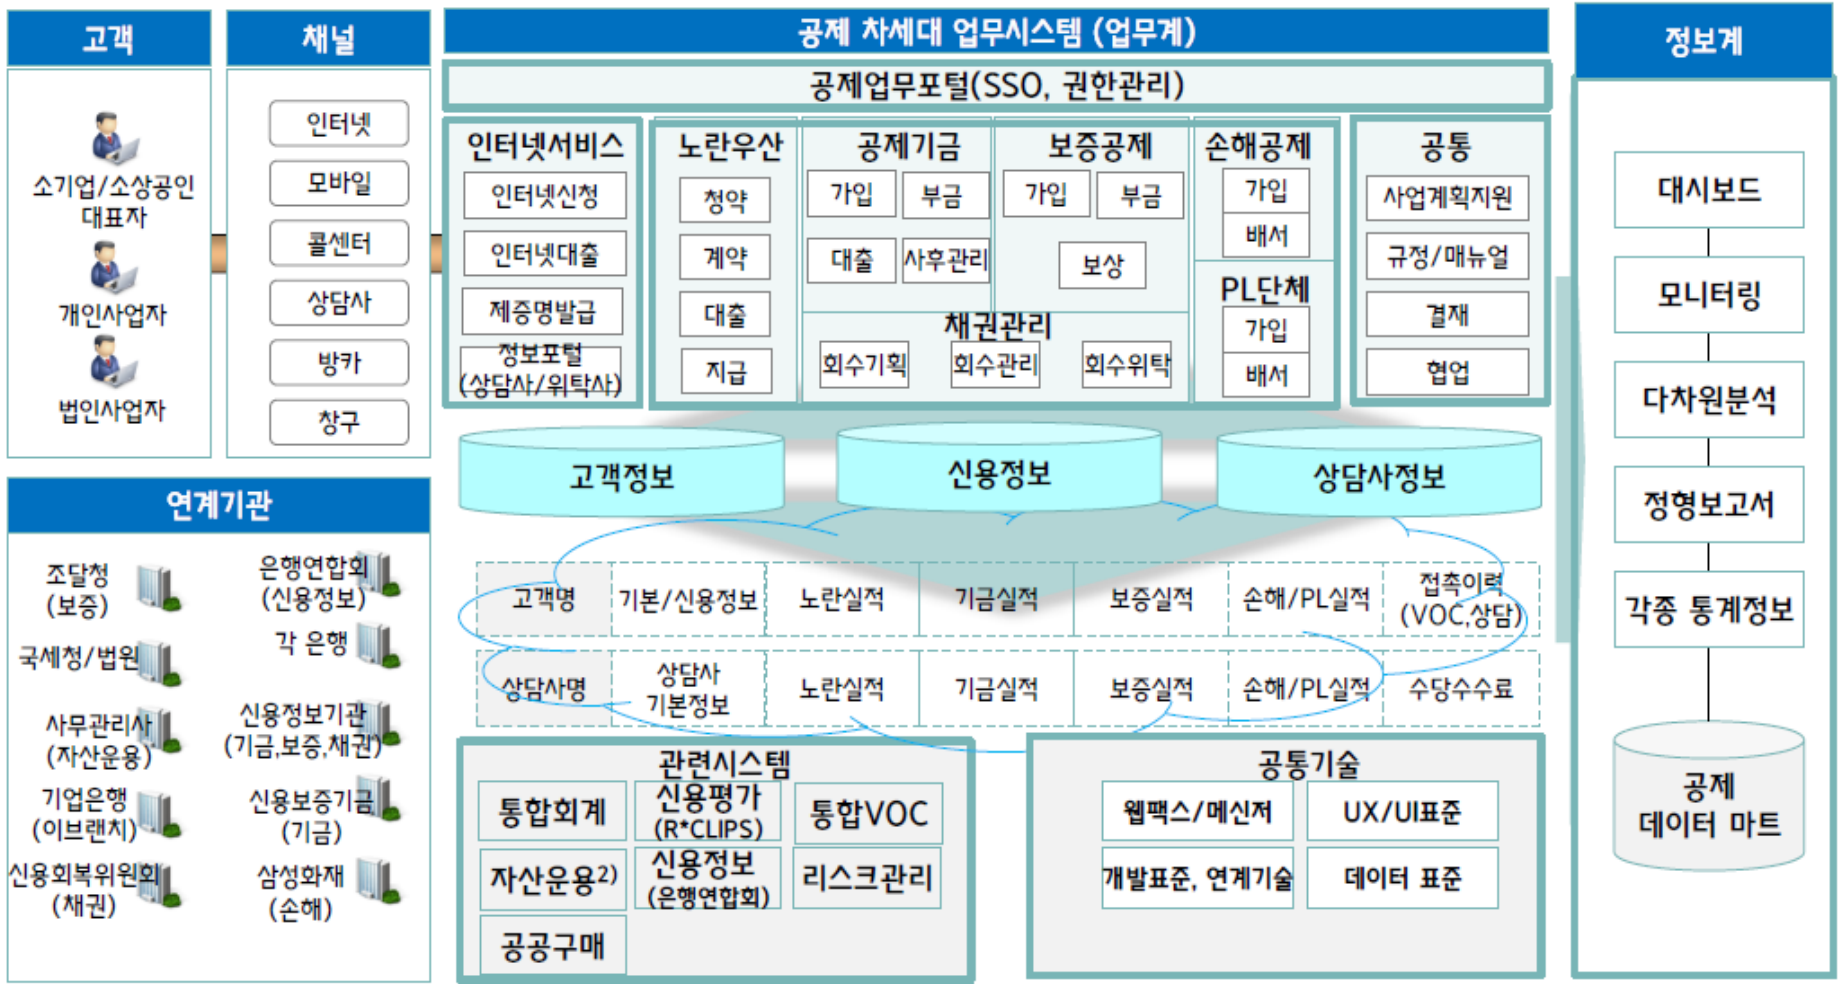 고객
소기업/소상공인
대표자
개인사업자
법인사업자
채널
인터넷
모바일
콜센터
상담사
방카
창구
연계기관
조달청
(보증)
은행연합회
(신용정보)
국세청/법원
각 은행
사무관리사
(자산운용)
신용정보기관
(기금,보증,채권)
기업은행
(이브랜치)
신용보증기금
(기금)
신용회복위원회
(채권)
삼성화재
(손해)
공제 차세대 업무시스템 (업무계)
공제업무포털(SSO, 권한관리)
인터넷서비스
인터넷신청
인터넷대출
제증명발급
정보포털
(상담사/위탁사)
노란우산
청약
계약
대출
지급
공제기금
가입 부금
대출 사후관리
보증공제
가입 부금
보상
채권관리
회수기획 회수관리 회수위탁
손해공제
가입
배서
PL단체
가입
배서
공통
사업계획지원
규정/매뉴얼
결재
협업
고객정보 신용정보 상담사정보
고객명 기본/신용정보 노란실적 기금실적 보증실적 손해/PL실적 접촉이력
(VOC,상담)
상담사명 상담사
기본정보 노란실적 기금실적 보증실적 손해/PL실적 수당수수료
관련시스템
통합회계 신용평가
(R*CLIPS) 통합VOC
자산운용2) 신용정보
(은행연합회) 리스크관리
공공구매
공통기술
웹팩스/메신저 UX/UI표준
개발표준, 연계기술 데이터 표준
정보계
대시보드
모니터링
다차원분석
정형보고서
각종 통계정보
공제
데이터 마트